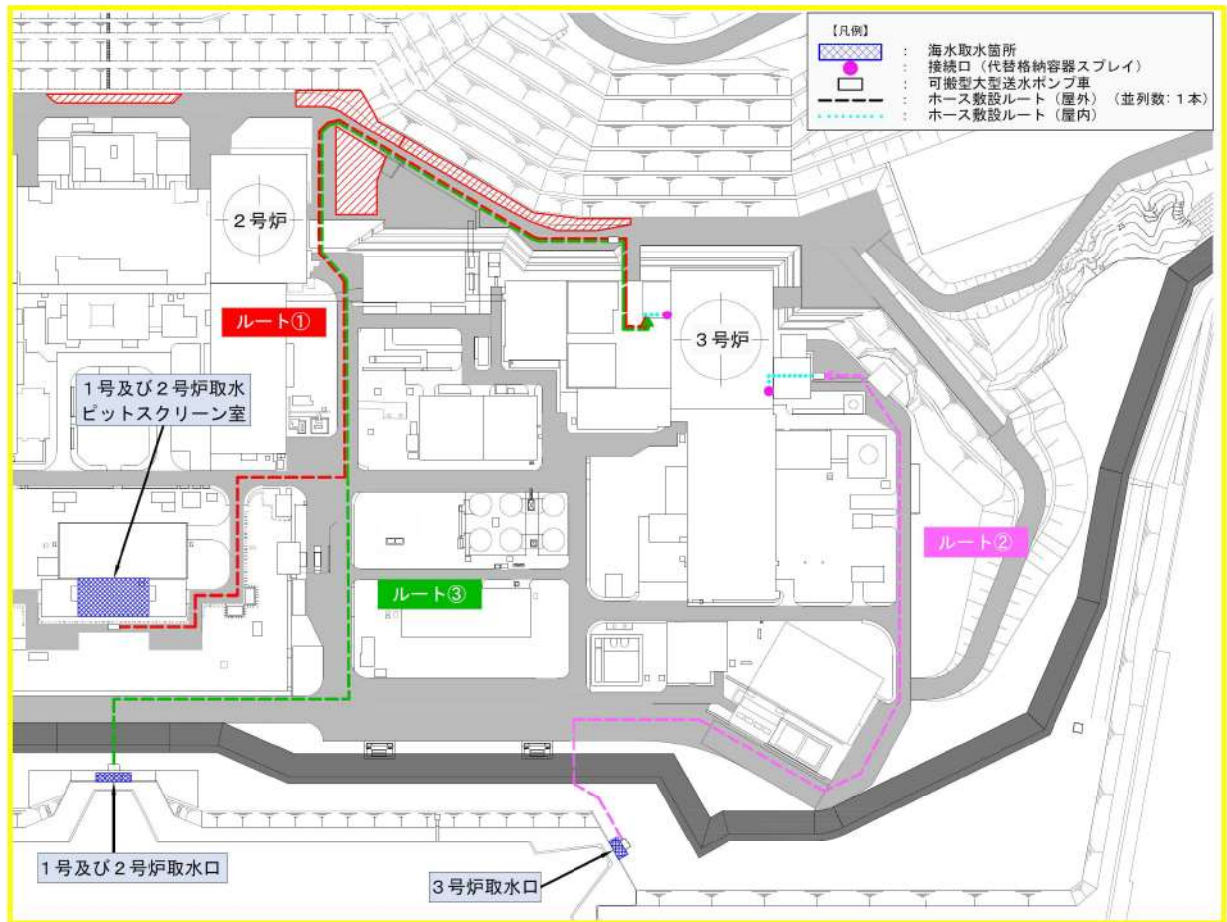 【凡例】
： 海水取水箇所
： 接続口（代替格納容器スプレイ）
： 可搬型大型送水ポンプ車
： ホース敷設ルート（屋外）（並列数：１本）
： ホース敷設ルート（屋内）
２号炉
ルート①
３号炉
１号及び２号炉取水
ピットスクリーン室
ルート②
ルート③
１号及び２号炉取水口
３号炉取水口